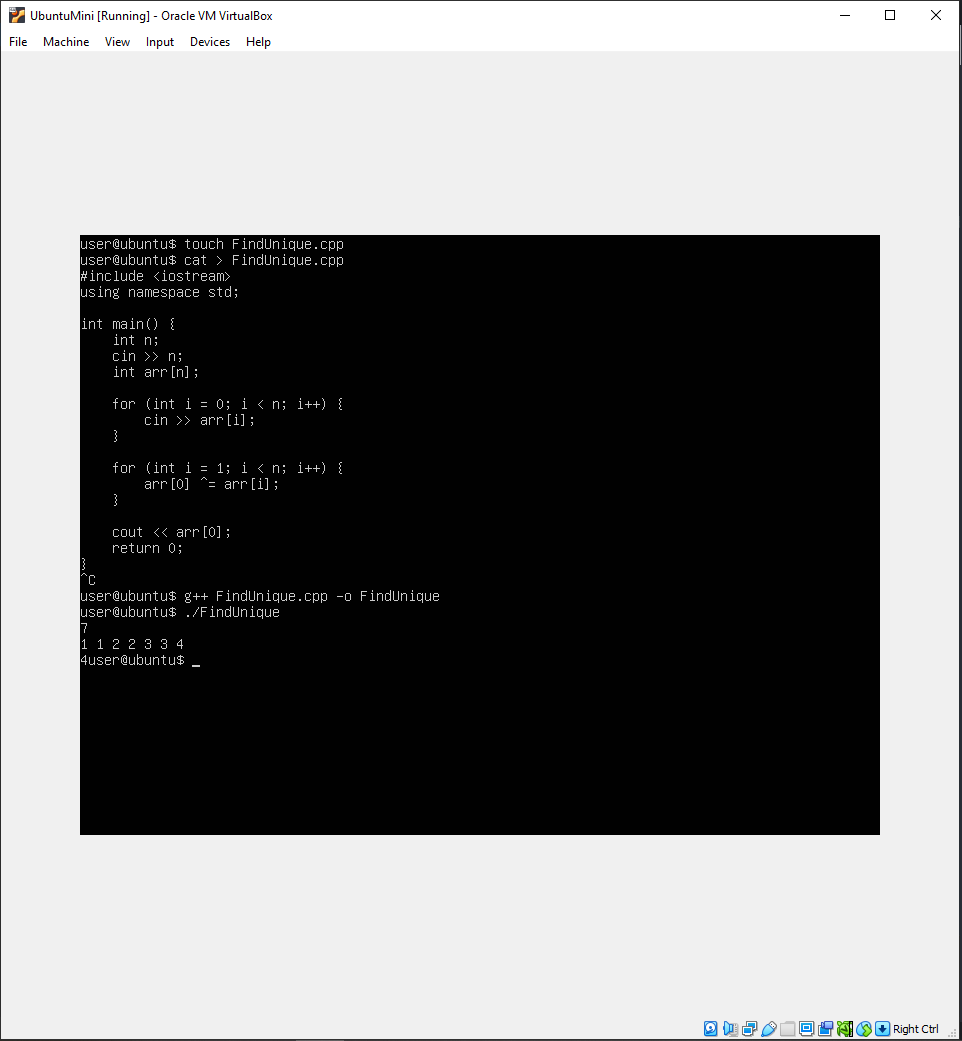 UbuntuMini [Running] - Oracle VM VirtualBox
File Machine View Input Devices Help
user@ubuntu$ touch FindUnique.cpp
user@ubuntu$ cat > FindUnique.cpp
#include <iostream>
using namespace std;

int main() {
    int n;
    cin >> n;
    int arr[n];

    for (int i = 0; i < n; i++) {
        cin >> arr[i];
    }

    for (int i = 1; i < n; i++) {
        arr[0] ^= arr[i];
    }

    cout << arr[0];
    return 0;
}
^C
user@ubuntu$ g++ FindUnique.cpp -o FindUnique
user@ubuntu$ ./FindUnique
7
1 1 2 2 3 3 4
4user@ubuntu$ _
Right Ctrl